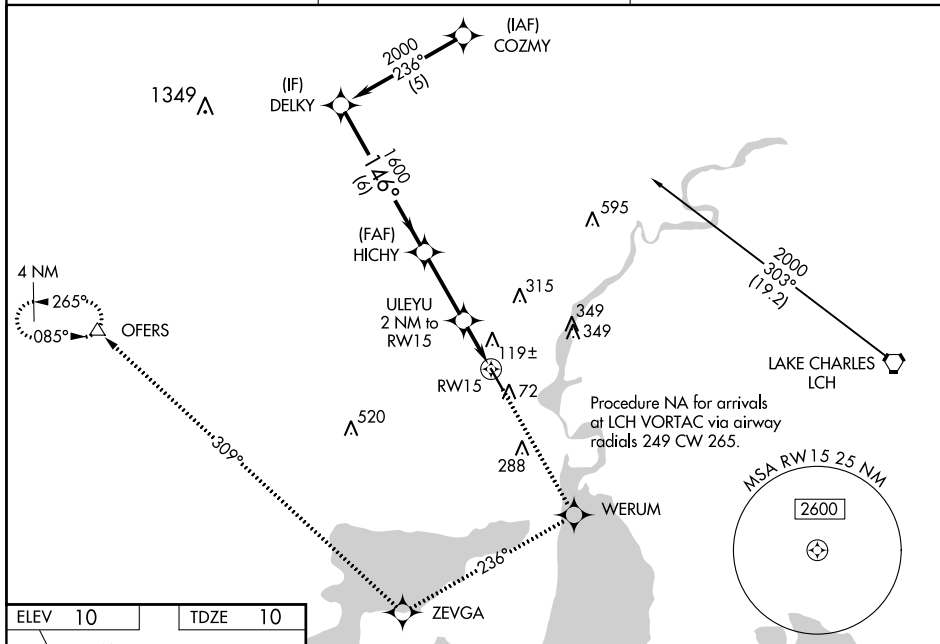 (IAF)
COZMY
2000
236°
(5)
(IF)
DELKY
1349
1600
146°
(6)
595
(FAF)
HICHY
2000
303°
(19.2)
4 NM
265°
085°
OFERS
315
ULEYU
2 NM to
RW15
349
349
119±
LAKE CHARLES
LCH
RW15
72
Procedure NA for arrivals
at LCH VORTAC via airway
radials 249 CW 265.
520
309°
288
MSA RW15 25 NM
2600
WERUM
236°
ZEVGA
ELEV 10
TDZE 10